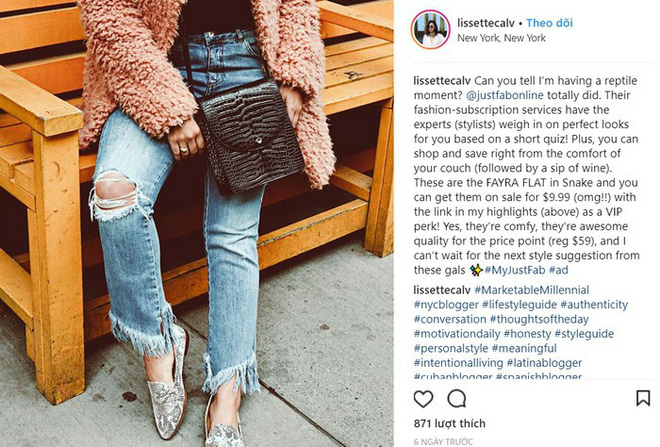 lissettecalv • Theo dõi
New York, New York
lissettecalv Can you tell I'm having a reptile
moment? @justfabonline totally did. Their
fashion-subscription services have the
experts (stylists) weigh in on perfect looks
for you based on a short quiz! Plus, you can
shop and save right from the comfort of
your couch (followed by a sip of wine).
These are the FAYRA FLAT in Snake and you
can get them on sale for $9.99 (omg!!) with
the link in my highlights (above) as a VIP
perk! Yes, they're comfy, they're awesome
quality for the price point (reg $59), and I
can't wait for the next style suggestion from
these gals ✨#MyJustFab #ad
lissettecalv #MarketableMillennial
#nycblogger #lifestyleguide #authenticity
#conversation #thoughtsoftheday
#motivationdaily #honesty #styleguide
#personalstyle #meaningful
#intentionalliving #latinablogger
#cubanblogger #spanishblogger
871 lượt thích
6 NGÀY TRƯỚC